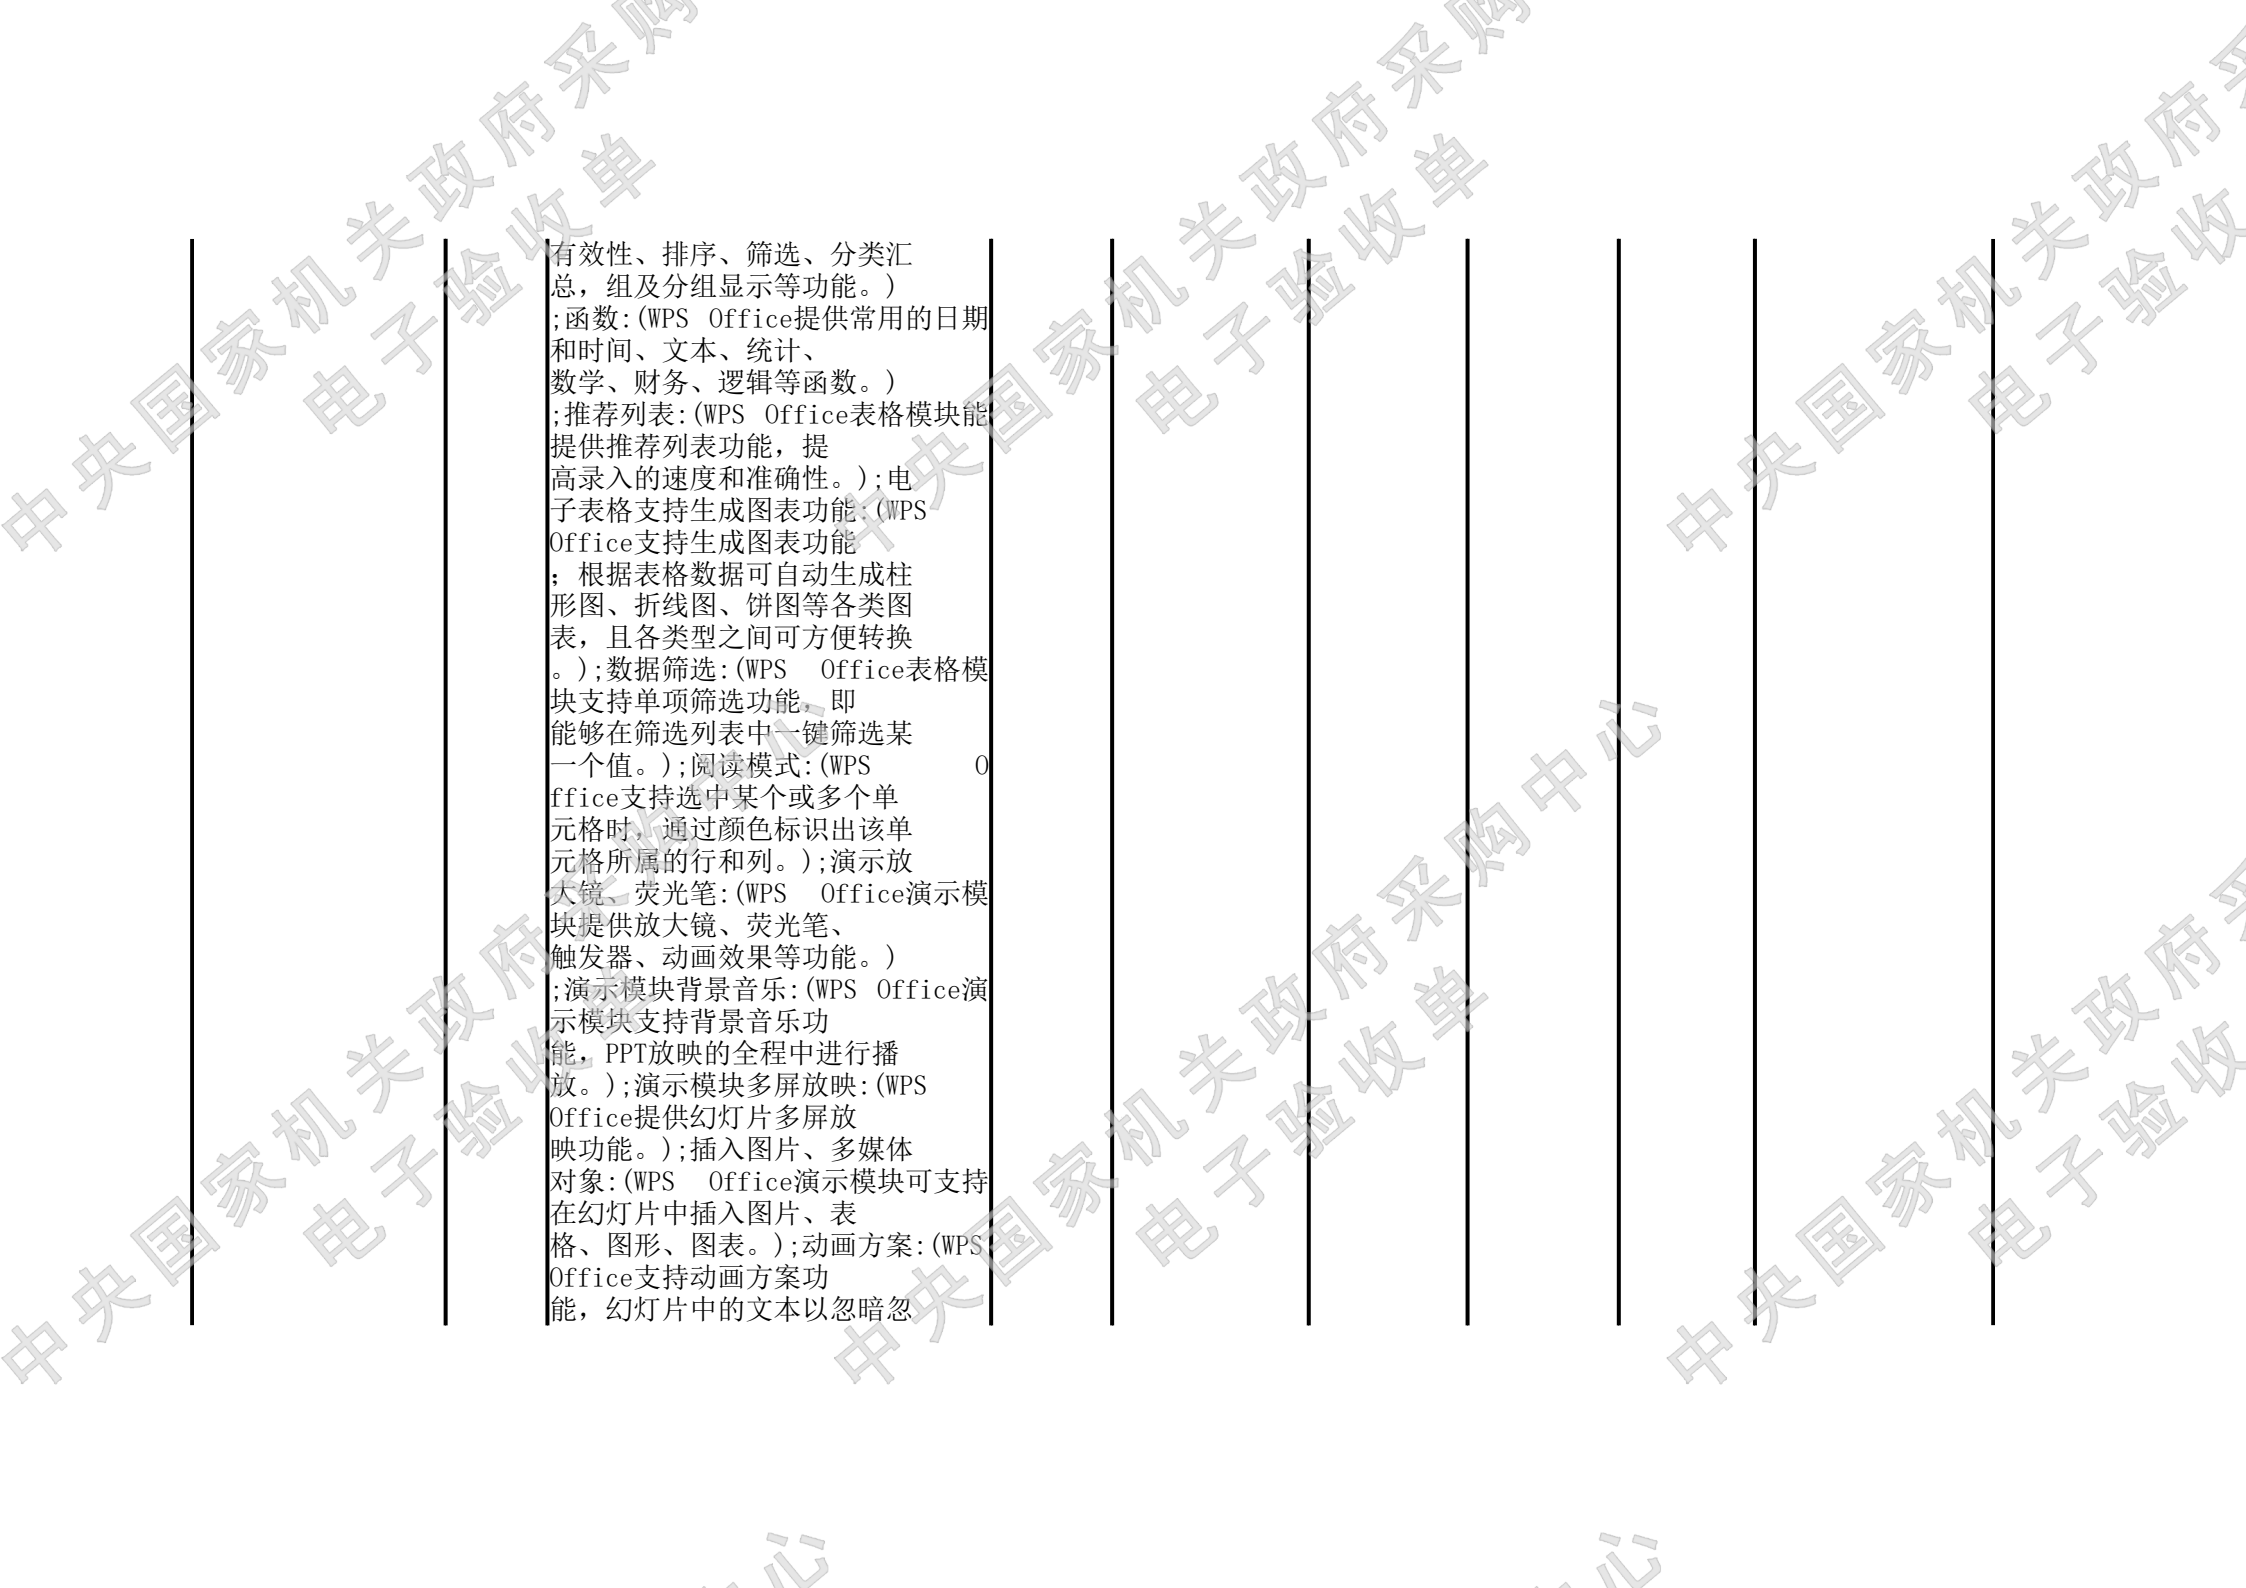 有效性、排序、筛选、分类汇
总，组及分组显示等功能。)
;函数:(WPS Office提供常用的日期
和时间、文本、统计、
数学、财务、逻辑等函数。)
;推荐列表:(WPS Office表格模块能
提供推荐列表功能，提
高录入的速度和准确性。);电
子表格支持生成图表功能:(WPS
Office支持生成图表功能
；根据表格数据可自动生成柱
形图、折线图、饼图等各类图
表，且各类型之间可方便转换
。);数据筛选:(WPS Office表格模
块支持单项筛选功能，即
能够在筛选列表中一键筛选某
一个值。);阅读模式:(WPS O
ffice支持选中某个或多个单
元格时，通过颜色标识出该单
元格所属的行和列。);演示放
大镜、荧光笔:(WPS Office演示模
块提供放大镜、荧光笔、
触发器、动画效果等功能。)
;演示模块背景音乐:(WPS Office演
示模块支持背景音乐功
能，PPT放映的全程中进行播
放。);演示模块多屏放映:(WPS
Office提供幻灯片多屏放
映功能。);插入图片、多媒体
对象:(WPS Office演示模块可支持
在幻灯片中插入图片、表
格、图形、图表。);动画方案:(WPS
Office支持动画方案功
能，幻灯片中的文本以忽暗忽
中央国家机关政府采购中心
电子验收单